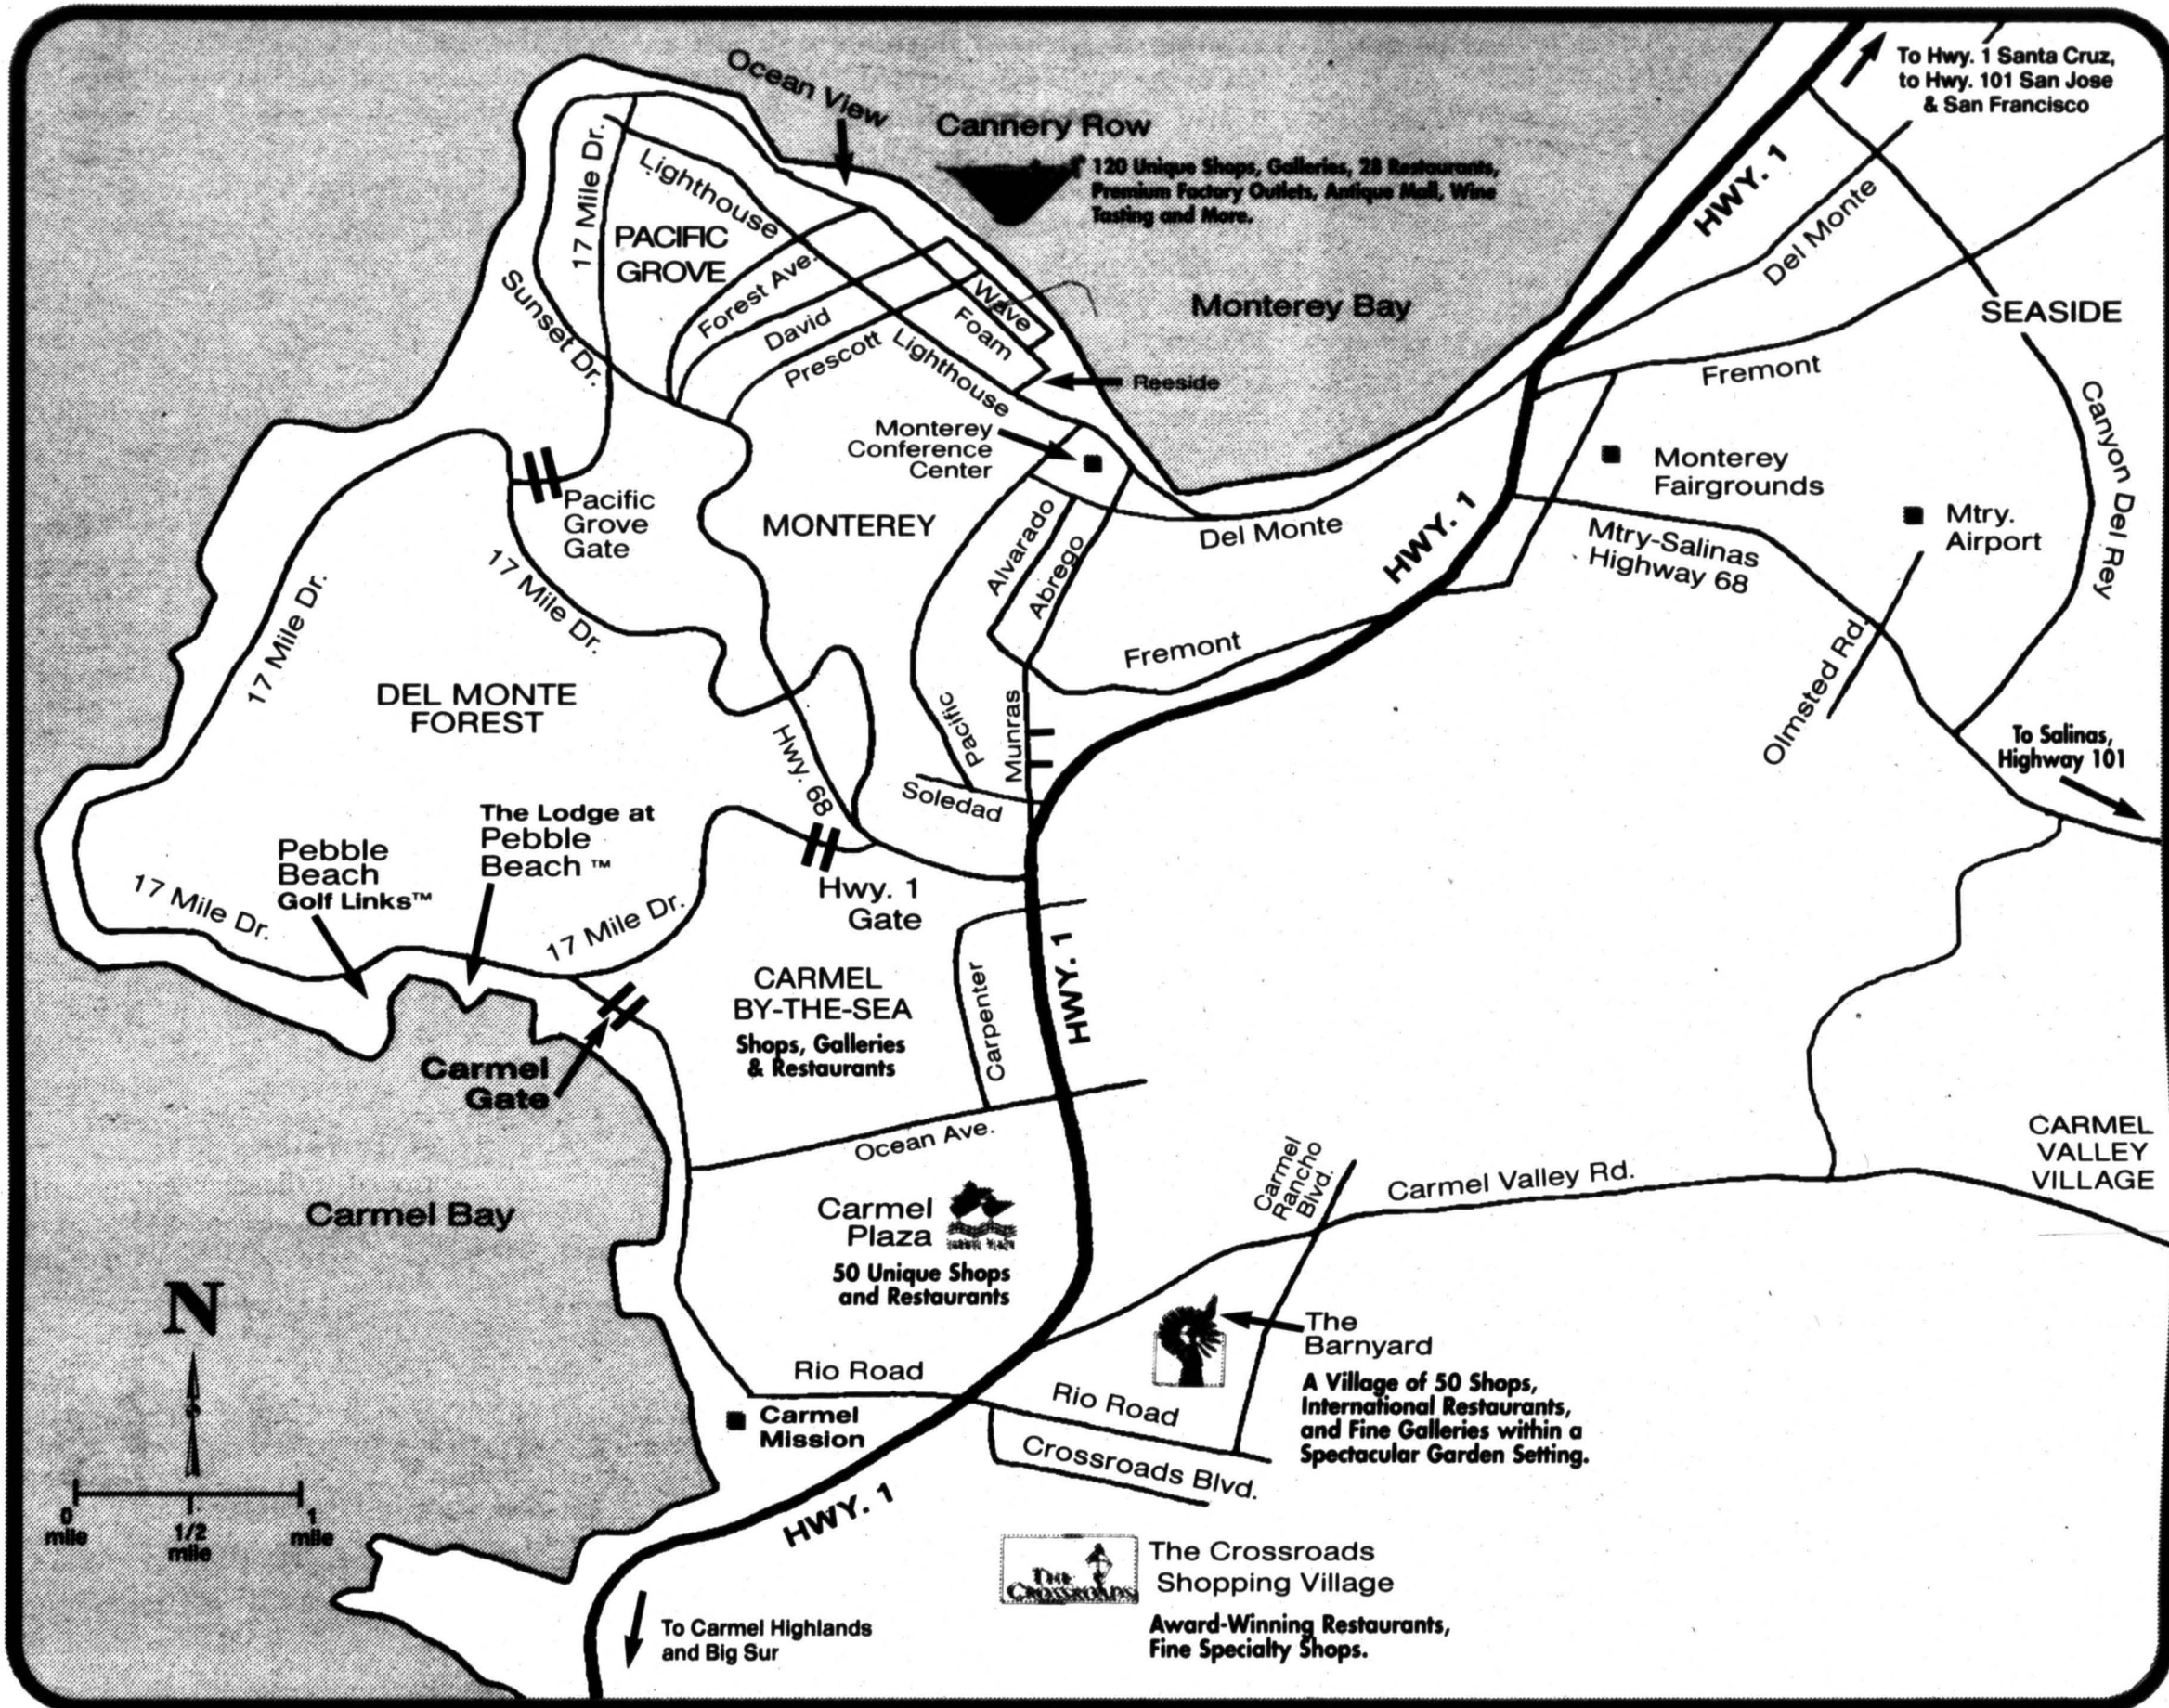 To Hwy. 1 Santa Cruz,
to Hwy. 101 San Jose
& San Francisco
Ocean View
Cannery Row
120 Unique Shops, Galleries, 28 Restaurants,
Premium Factory Outlets, Antique Mall, Wine
Tasting and More.
HWY. 1
Del Monte
17 Mile Dr.
Lighthouse
PACIFIC
GROVE
Forest Ave.
Sunset Dr.
David
Prescott
Lighthouse
Wave
Foam
Reeside
Monterey Bay
SEASIDE
Fremont
Canyon Del Rey
Monterey
Conference
Center
Monterey
Fairgrounds
Mtry.
Airport
Pacific
Grove
Gate
MONTEREY
Alvarado
Abrego
Del Monte
HWY. 1
Mtry-Salinas
Highway 68
17 Mile Dr.
17 Mile Dr.
Fremont
Olmsted Rd.
DEL MONTE
FOREST
Hwy. 68
Pacific
Munras
Soledad
To Salinas,
Highway 101
The Lodge at
Pebble
Beach ™
Pebble
Beach
Golf Links™
17 Mile Dr.
17 Mile Dr.
Hwy. 1
Gate
CARMEL
BY-THE-SEA
Shops, Galleries
& Restaurants
Carpenter
HWY. 1
Carmel
Gate
Ocean Ave.
Carmel Bay
Carmel
Plaza
50 Unique Shops
and Restaurants
Carmel
Rancho
Blvd.
Carmel Valley Rd.
CARMEL
VALLEY
VILLAGE
N
The
Barnyard
A Village of 50 Shops,
International Restaurants,
and Fine Galleries within a
Spectacular Garden Setting.
Rio Road
Rio Road
Carmel
Mission
Crossroads Blvd.
HWY. 1
0
mile
1/2
mile
1
mile
THE
CROSSROADS
The Crossroads
Shopping Village
Award-Winning Restaurants,
Fine Specialty Shops.
To Carmel Highlands
and Big Sur